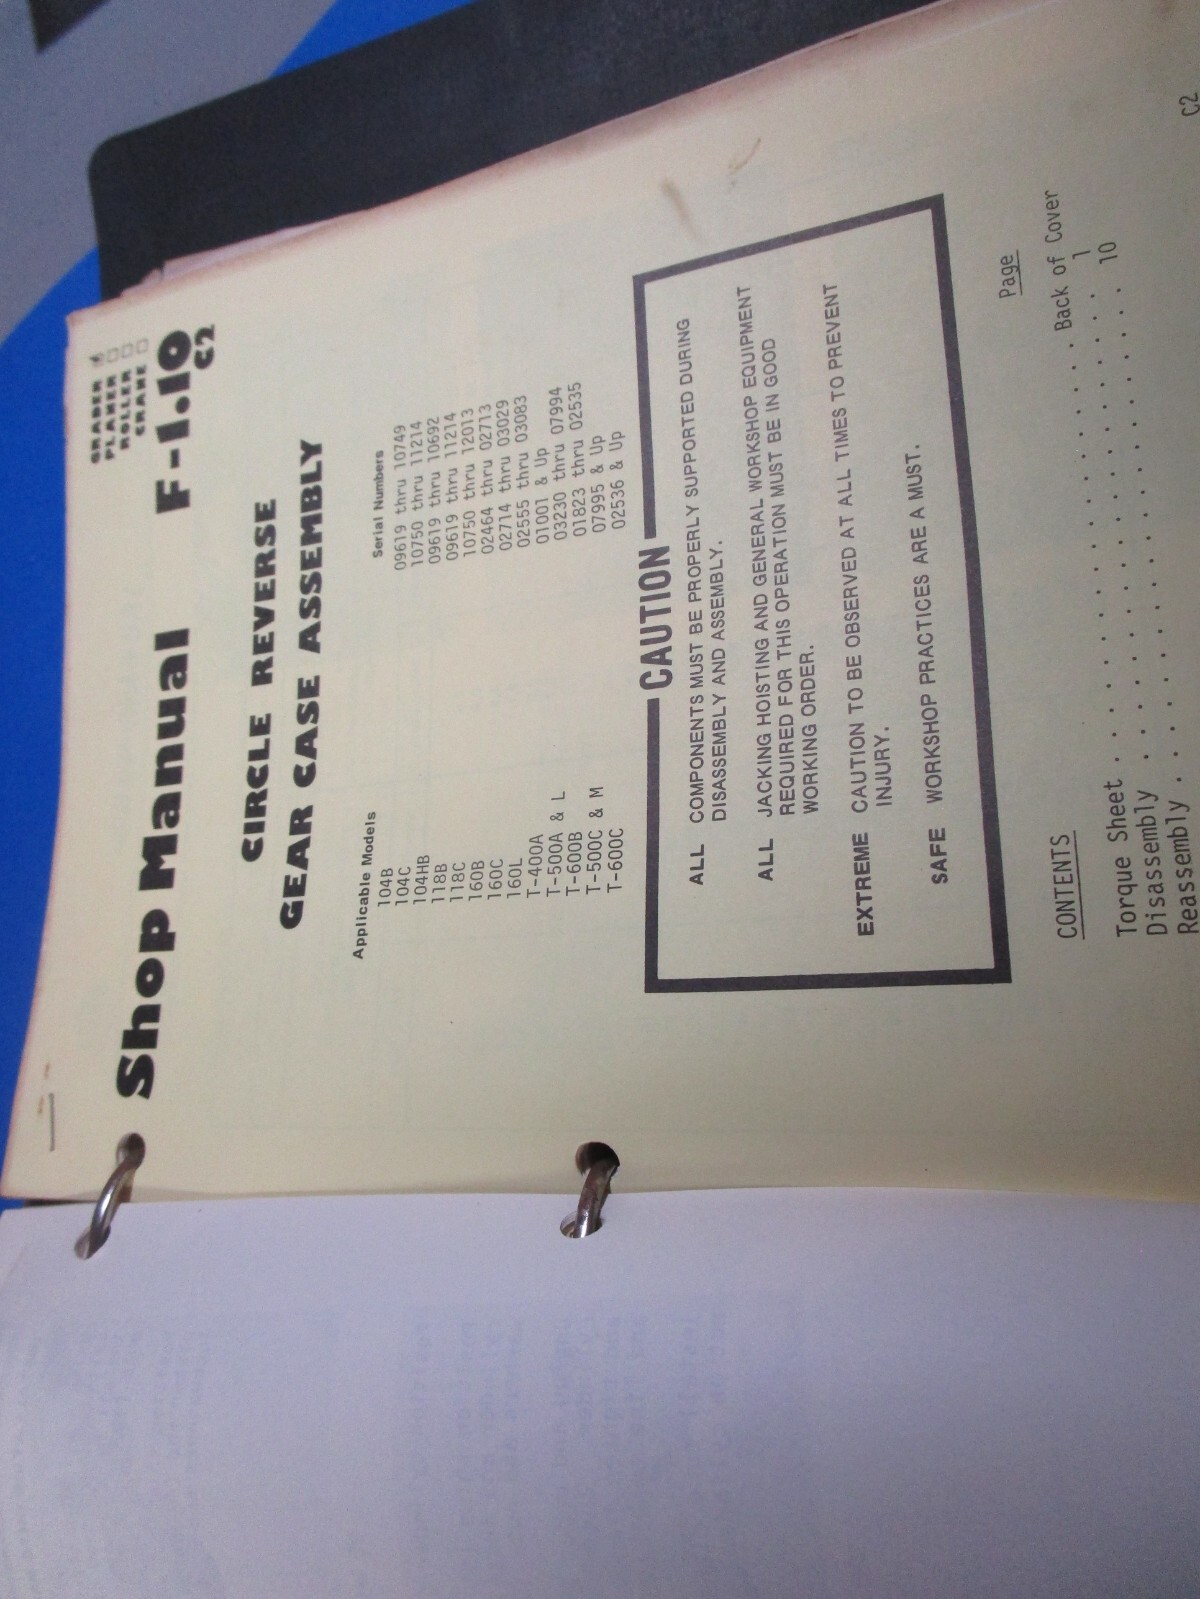 GRADER
PLANER
ROLLER
CRANE
Shop Manual F-1.10
C2
CIRCLE REVERSE
GEAR CASE ASSEMBLY
Applicable Models Serial Numbers
104B 09619 thru 10749
104C 10750 thru 11214
104HB 09619 thru 10692
118B 09619 thru 11214
118C 10750 thru 12013
160B 02464 thru 02713
160C 02714 thru 03029
160L 02555 thru 03083
T-400A 01001 & Up
T-500A & L 03230 thru 07994
T-600B 01823 thru 02535
T-500C & M 07995 & Up
T-600C 02536 & Up
CAUTION
ALL COMPONENTS MUST BE PROPERLY SUPPORTED DURING
DISASSEMBLY AND ASSEMBLY.
ALL JACKING HOISTING AND GENERAL WORKSHOP EQUIPMENT
REQUIRED FOR THIS OPERATION MUST BE IN GOOD
WORKING ORDER.
EXTREME CAUTION TO BE OBSERVED AT ALL TIMES TO PREVENT
INJURY.
SAFE WORKSHOP PRACTICES ARE A MUST.
CONTENTS Page
Torque Sheet . . . . . . . . . . . . . . . . . . . Back of Cover
Disassembly . . . . . . . . . . . . . . . . . . . . . 1
Reassembly . . . . . . . . . . . . . . . . . . . . . 10
C2